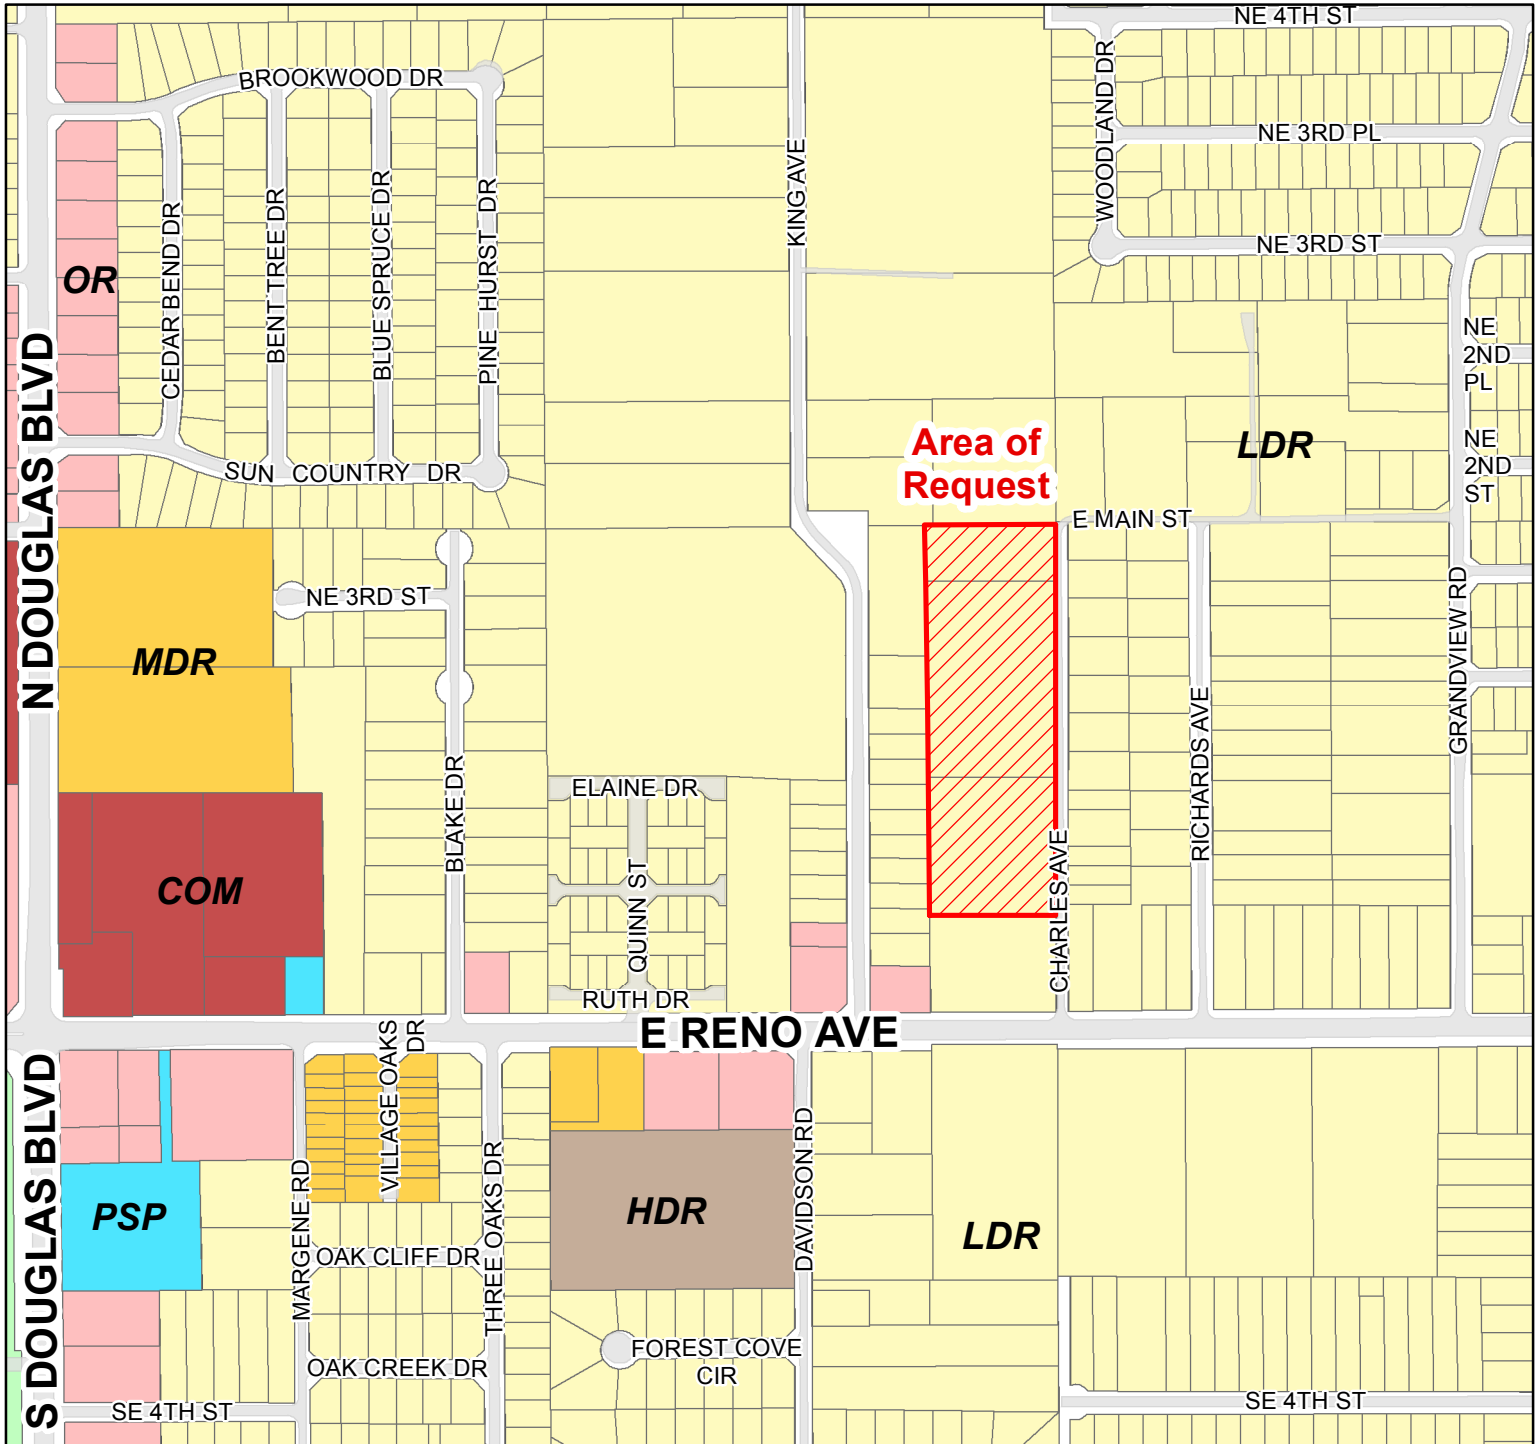 NE 4TH ST
BROOKWOOD DR
WOODLAND DR
NE 3RD PL
KING AVE
CEDAR BEND DR
BENT TREE DR
BLUE SPRUCE DR
PINE HURST DR
NE 3RD ST
OR
N DOUGLAS BLVD
NE
2ND
PL
Area of
Request
LDR
NE
2ND
ST
SUN COUNTRY DR
E MAIN ST
NE 3RD ST
MDR
GRANDVIEW RD
RICHARDS AVE
BLAKE DR
ELAINE DR
COM
QUINN ST
CHARLES AVE
RUTH DR
E RENO AVE
VILLAGE OAKS
DR
S DOUGLAS BLVD
MARGENE RD
THREE OAKS DR
DAVIDSON RD
PSP
HDR
LDR
OAK CLIFF DR
FOREST COVE
CIR
OAK CREEK DR
SE 4TH ST
SE 4TH ST